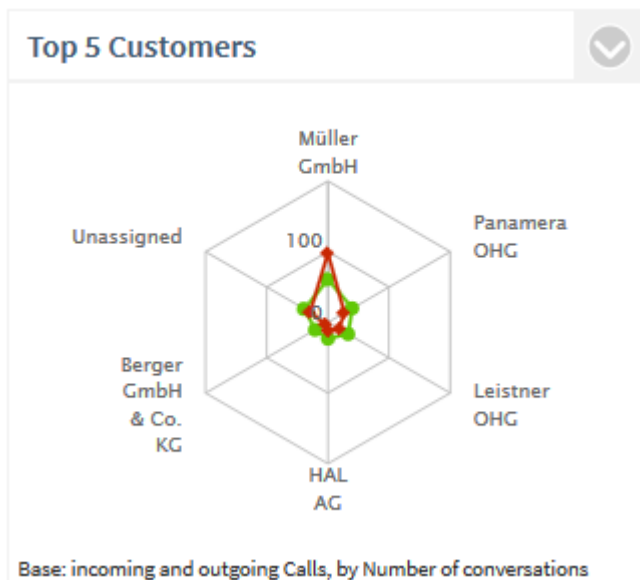 Top 5 Customers
Müller
GmbH
Panamera
OHG
Unassigned
100
0
Berger
GmbH
& Co.
KG
Leistner
OHG
HAL
AG
Base: incoming and outgoing Calls, by Number of conversations